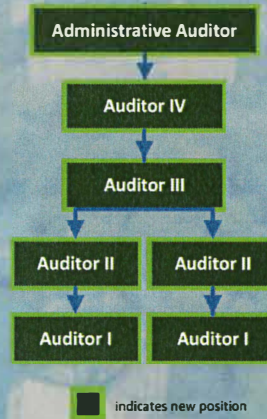 Administrative Auditor
Auditor IV
Auditor III
Auditor II Auditor II
Auditor I Auditor I
indicates new position